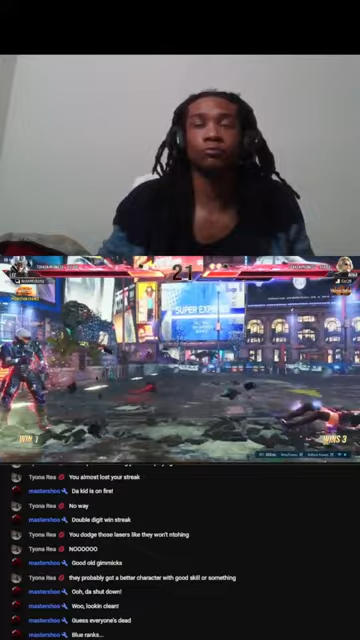 21
SUPER EXP
NINA
WIN 1
WINS 3
Tyona Rea You almost lost your streak
mastershoo Da kid is on fire!
Tyona Rea No way
mastershoo Double digit win streak
Tyona Rea You dodge those lasers like they won't ntohing
Tyona Rea NOOOOOO
mastershoo Good old gimmicks
Tyona Rea they probably got a better character with good skill or something
mastershoo Ooh, da shut down!
mastershoo Woo, lookin clean!
mastershoo Guess everyone's dead
mastershoo Blue ranks...